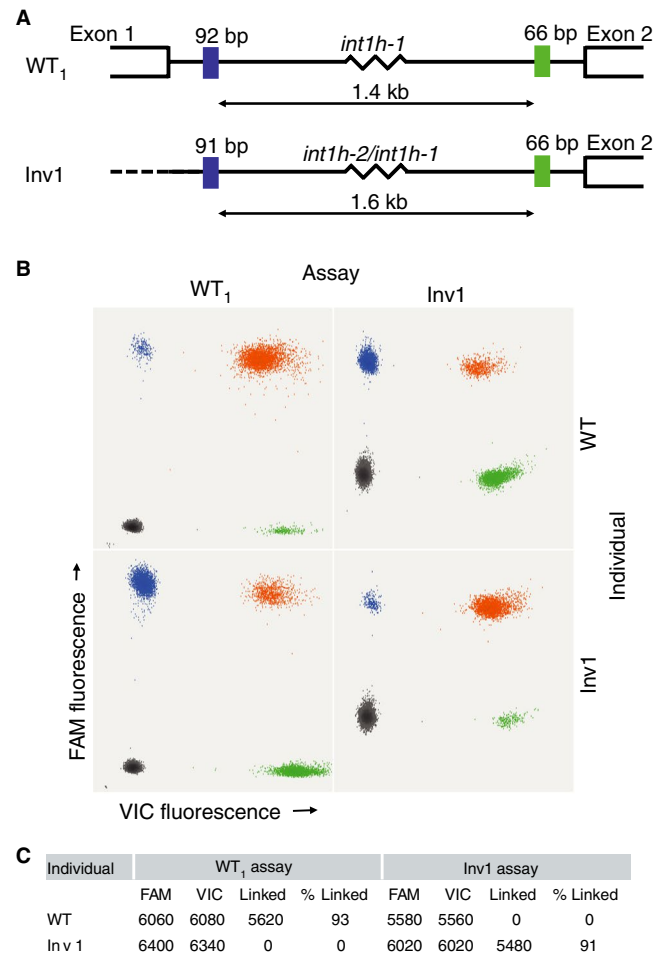 A
Exon 1 92 bp int1h-1 66 bp Exon 2
WT1
1.4 kb
91 bp int1h-2/int1h-1 66 bp Exon 2
Inv1
1.6 kb
B
Assay
WT1 Inv1
WT
Individual
Inv1
FAM fluorescence
VIC fluorescence
C
Individual WT1 assay Inv1 assay
FAM VIC Linked % Linked FAM VIC Linked % Linked
WT 6060 6080 5620 93 5580 5560 0 0
Inv 1 6400 6340 0 0 6020 6020 5480 91